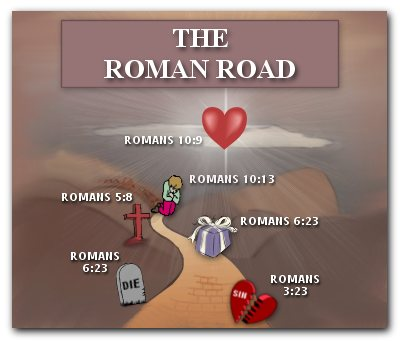 THE
ROMAN ROAD
ROMANS 10:9
ROMANS 10:13
ROMANS 5:8
ROMANS 6:23
ROMANS
6:23
DIE
ROMANS
3:23
SIN